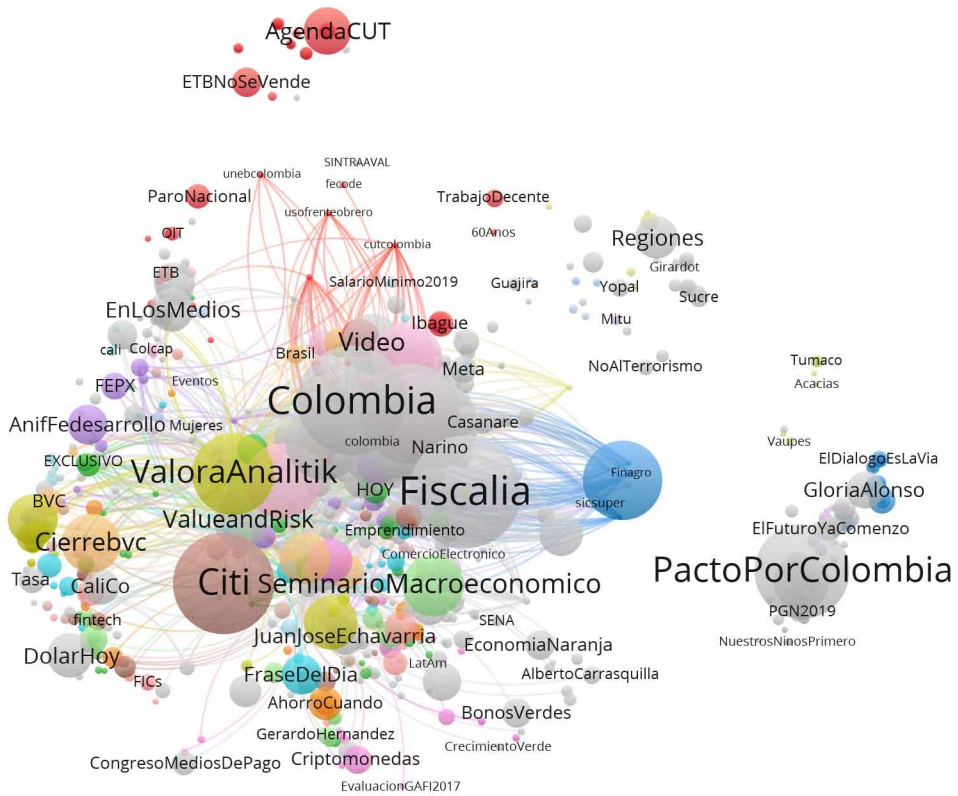 AgendaCUT
ETBNoSeVende
SINTRAAVAL
unebcolombia
fecode
ParoNacional
TrabajoDecente
usofrenteobrero
OIT
60Anos
Regiones
cutcolombia
Girardot
ETB
SalarioMinimo2019
Guajira
Yopal
Sucre
EnLosMedios
Mitu
Ibague
Video
cali
Colcap
Brasil
Tumaco
NoAlTerrorismo
Meta
Eventos
FEPX
Acacias
Colombia
AnifFedesarrollo
Mujeres
Casanare
colombia
Narino
Vaupes
EXCLUSIVO
ElDialogoEsLaVia
ValoraAnalitik
Finagro
HOY
Fiscalia
GloriaAlonso
BVC
sicsuper
ValueandRisk
Emprendimiento
ElFuturoYaComenzo
Cierrebvc
ComercioElectronico
PactoPorColombia
Tasa
CaliCo
Citi
SeminarioMacroeconomico
PGN2019
fintech
SENA
JuanJoseEchavarria
NuestrosNinosPrimero
EconomiaNaranja
DolarHoy
LatAm
FraseDelDia
AlbertoCarrasquilla
FICs
AhorroCuando
BonosVerdes
GerardoHernandez
CrecimientoVerde
CongresoMediosDePago
Criptomonedas
EvaluacionGAFI2017